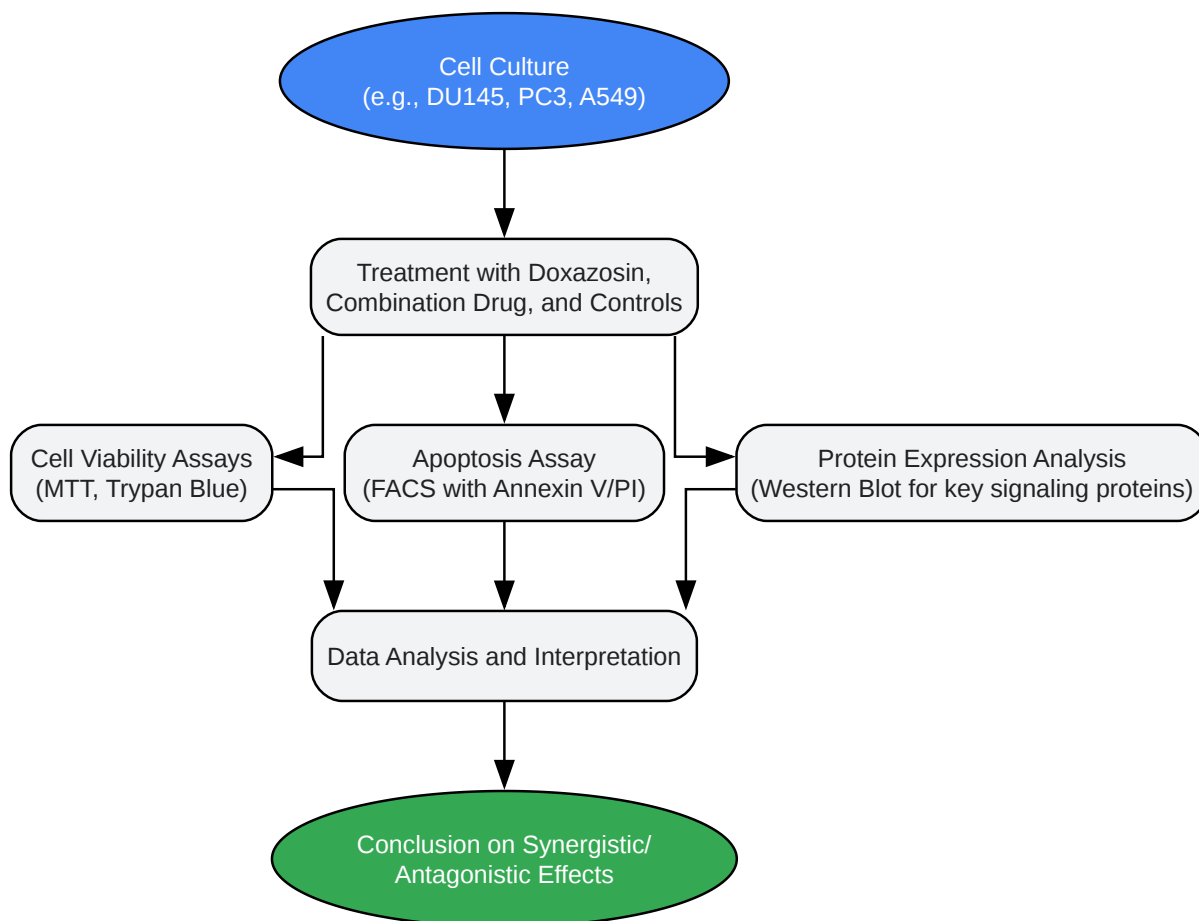 Cell Culture
(e.g., DU145, PC3, A549)
Treatment with Doxazosin,
Combination Drug, and Controls
Cell Viability Assays
(MTT, Trypan Blue)
Apoptosis Assay
(FACS with Annexin V/PI)
Protein Expression Analysis
(Western Blot for key signaling proteins)
Data Analysis and Interpretation
Conclusion on Synergistic/
Antagonistic Effects